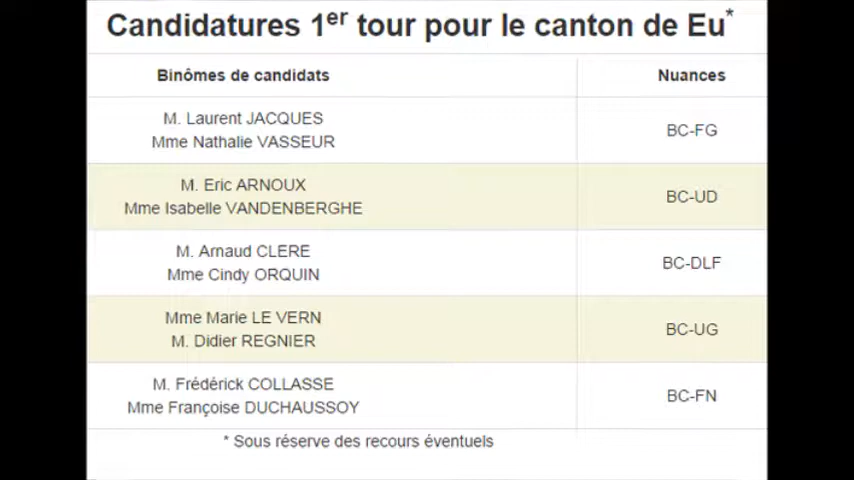 Candidatures 1er tour pour le canton de Eu*
Binômes de candidats Nuances
M. Laurent JACQUES
Mme Nathalie VASSEUR
BC-FG
M. Eric ARNOUX
Mme Isabelle VANDENBERGHE
BC-UD
M. Arnaud CLERE
Mme Cindy ORQUIN
BC-DLF
Mme Marie LE VERN
M. Didier REGNIER
BC-UG
M. Frédérick COLLASSE
Mme Françoise DUCHAUSSOY
BC-FN
* Sous réserve des recours éventuels